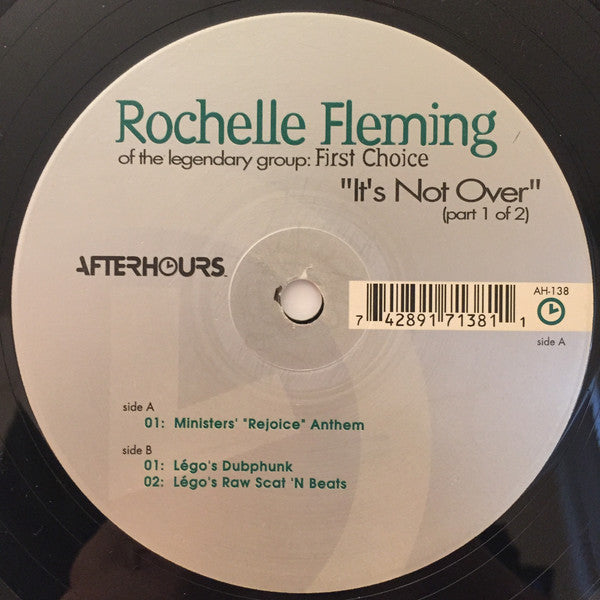 Rochelle Fleming
of the legendary group: First Choice
"It's Not Over"
(part 1 of 2)
AFTERHOURS
AH-138
7 42891 71381 1
side A
side A
01: Ministers' "Rejoice" Anthem
side B
01: Légo's Dubphunk
02: Légo's Raw Scat 'N Beats